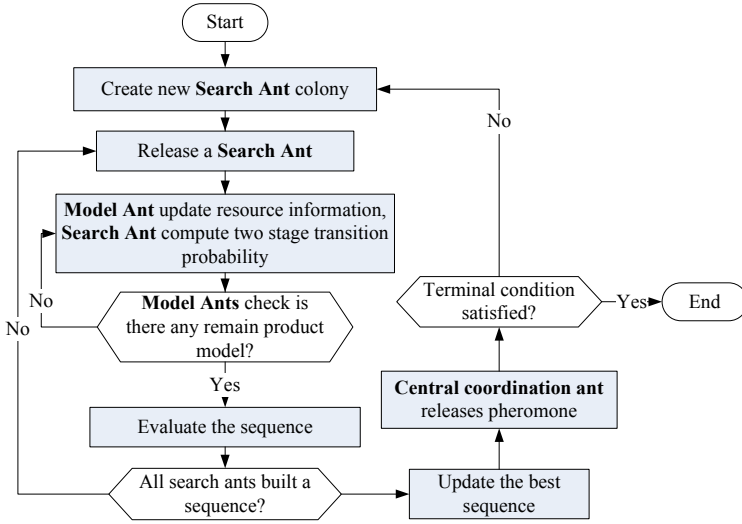 Start
Create new Search Ant colony
No
Release a Search Ant
Model Ant update resource information,
Search Ant compute two stage transition
probability
No
No
Model Ants check is
there any remain product
model?
Terminal condition
satisfied?
Yes
End
Yes
Central coordination ant
releases pheromone
Evaluate the sequence
All search ants built a
sequence?
Update the best
sequence